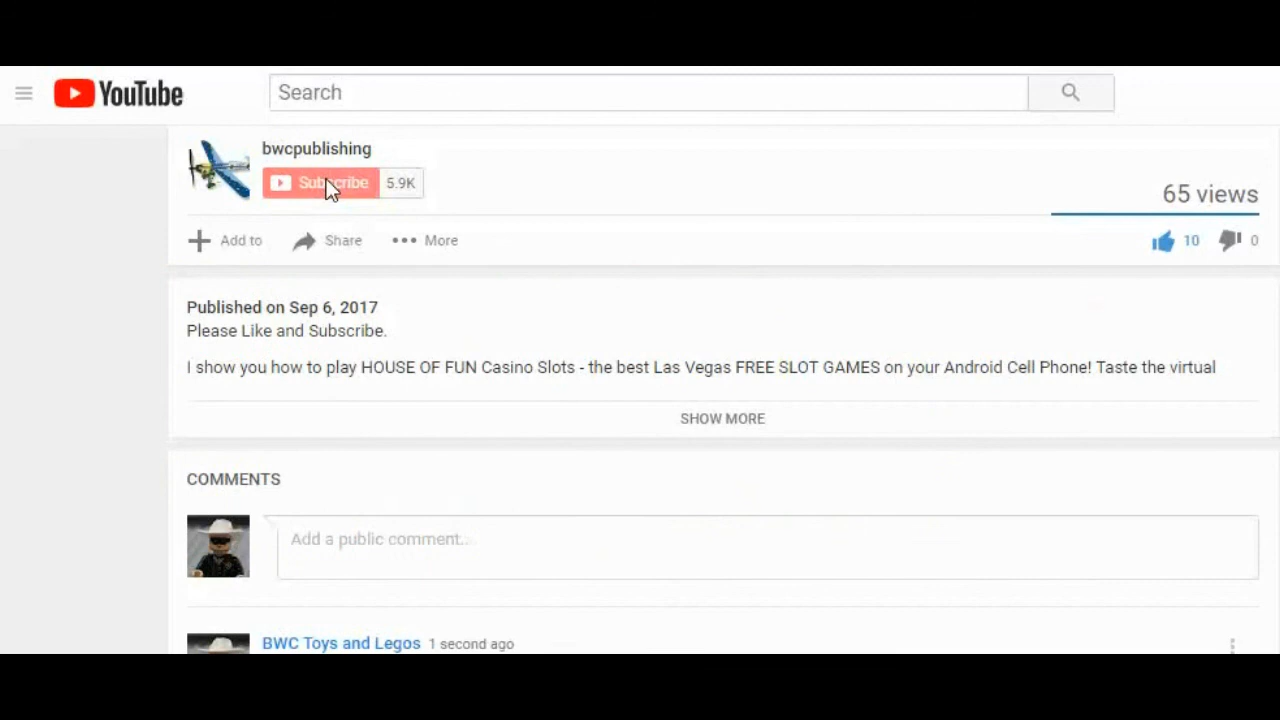 YouTube
Search
bwcpublishing
Subscribe 5.9K
65 views
Add to Share More
10 0
Published on Sep 6, 2017
Please Like and Subscribe.
I show you how to play HOUSE OF FUN Casino Slots - the best Las Vegas FREE SLOT GAMES on your Android Cell Phone! Taste the virtual
SHOW MORE
COMMENTS
Add a public comment...
BWC Toys and Legos 1 second ago